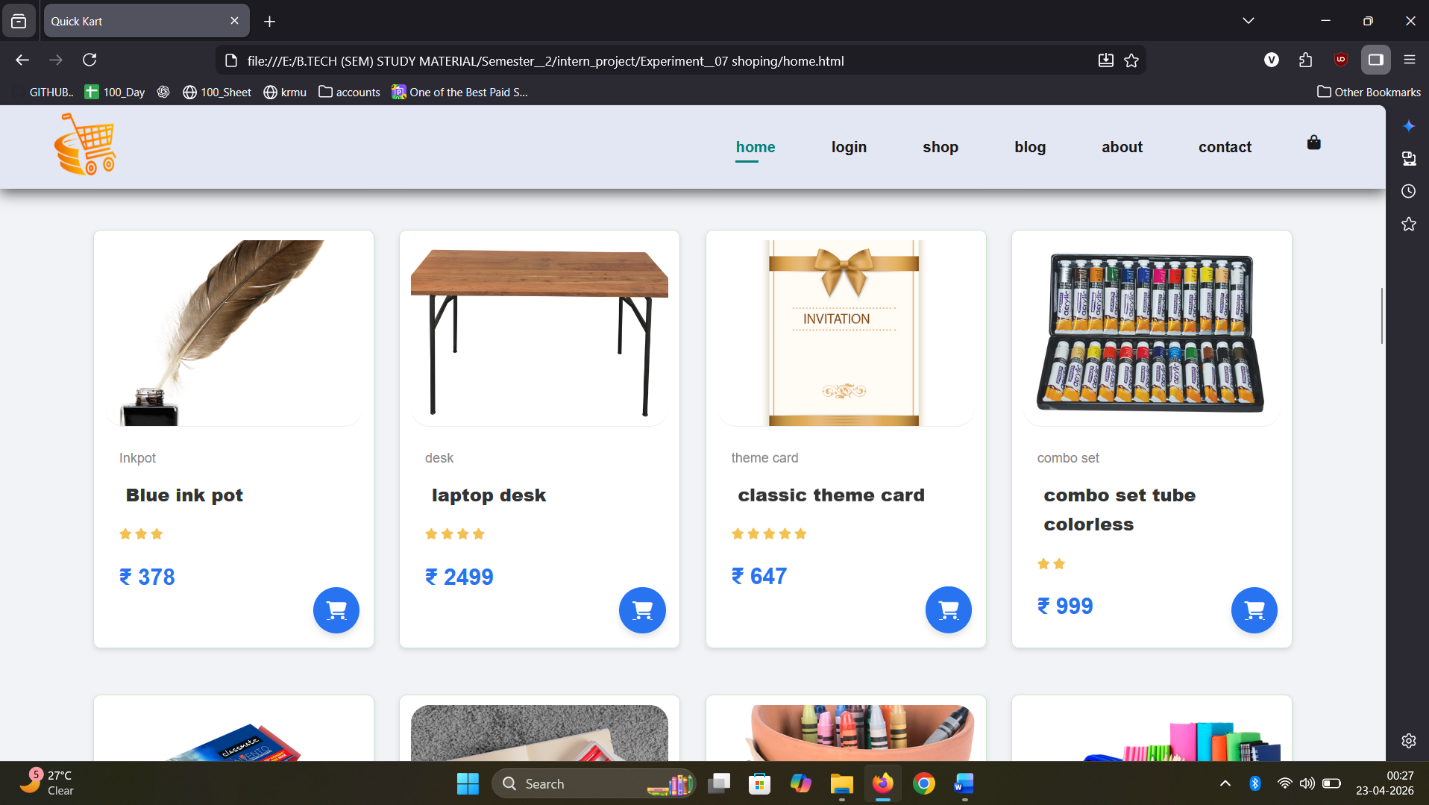 Quick Kart
file:///E:/B.TECH (SEM) STUDY MATERIAL/Semester__2/intern_project/Experiment__07 shoping/home.html
GITHUB.. 100_Day 100_Sheet krmu accounts One of the Best Paid S... Other Bookmarks
home login shop blog about contact
INVITATION
Inkpot
Blue ink pot
₹ 378
desk
laptop desk
₹ 2499
theme card
classic theme card
₹ 647
combo set
combo set tube
colorless
₹ 999
classmate
5
27°C
Clear
Search
00:27
23-04-2026